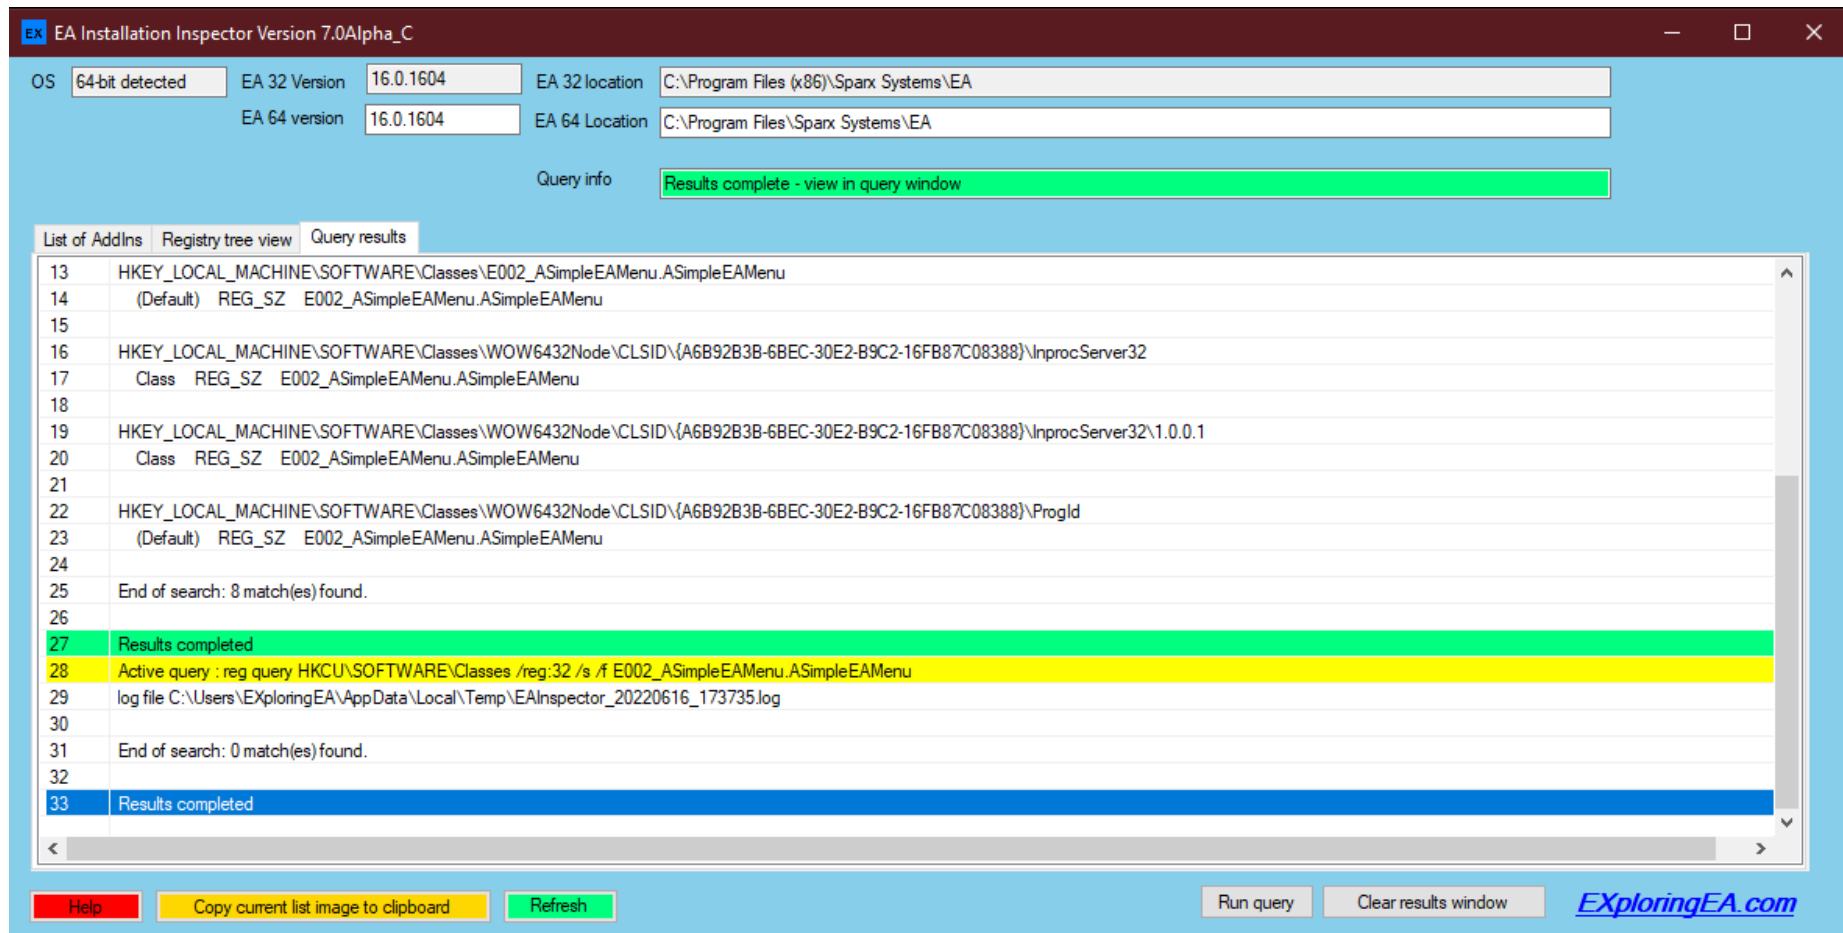 EX EA Installation Inspector Version 7.0Alpha_C
OS 64-bit detected EA 32 Version 16.0.1604 EA 32 location C:\Program Files (x86)\Sparx Systems\EA
EA 64 version 16.0.1604 EA 64 Location C:\Program Files\Sparx Systems\EA
Query info Results complete - view in query window
List of AddIns Registry tree view Query results
13 HKEY_LOCAL_MACHINE\SOFTWARE\Classes\E002_ASimpleEAMenu.ASimpleEAMenu
14 (Default) REG_SZ E002_ASimpleEAMenu.ASimpleEAMenu
15
16 HKEY_LOCAL_MACHINE\SOFTWARE\Classes\WOW6432Node\CLSID\{A6B92B3B-6BEC-30E2-B9C2-16FB87C08388}\InprocServer32
17 Class REG_SZ E002_ASimpleEAMenu.ASimpleEAMenu
18
19 HKEY_LOCAL_MACHINE\SOFTWARE\Classes\WOW6432Node\CLSID\{A6B92B3B-6BEC-30E2-B9C2-16FB87C08388}\InprocServer32\1.0.0.1
20 Class REG_SZ E002_ASimpleEAMenu.ASimpleEAMenu
21
22 HKEY_LOCAL_MACHINE\SOFTWARE\Classes\WOW6432Node\CLSID\{A6B92B3B-6BEC-30E2-B9C2-16FB87C08388}\ProgId
23 (Default) REG_SZ E002_ASimpleEAMenu.ASimpleEAMenu
24
25 End of search: 8 match(es) found.
26
27 Results completed
28 Active query : reg query HKCU\SOFTWARE\Classes /reg:32 /s /f E002_ASimpleEAMenu.ASimpleEAMenu
29 log file C:\Users\EXploringEA\AppData\Local\Temp\EAInspector_20220616_173735.log
30
31 End of search: 0 match(es) found.
32
33 Results completed
Help Copy current list image to clipboard Refresh Run query Clear results window EXploringEA.com